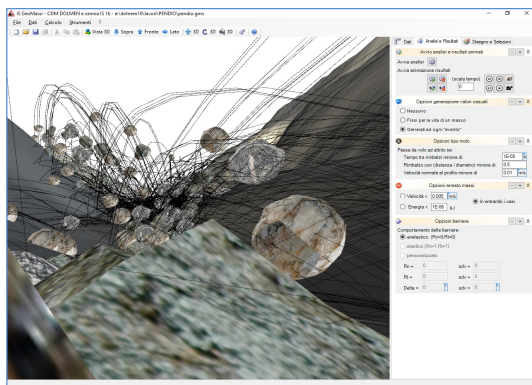 IS GeoMassi - CDM DOLMEN e omnia IS 16 - e:\dolmen16\lavori\PENDIO\pendio.gms
File Dati Calcolo Strumenti ?
Vista 3D Sopra Fronte Lato 3D 3D 3D
Dati Analisi e Risultati Disegno e Selezioni
Avvio analisi e risultati animati
Avvia analisi
Avvia animazione risultati
(scala tempo)
0
Opzioni generazione valori casuali
Nessuno
Fissi per la vita di un masso
Generati ad ogni "evento"
Opzioni tipo moto
Passa da volo ad attrito se:
Tempo tra rimbalzi minore di 1E-05 s
Rimbalzo con (distanza / diametro) minore di 0.5
Velocità normale al profilo minore di 0.01 m/s
Opzioni arresto massi
Velocità < 0.005 m/s
Energia < 1E-06 kJ
In entrambi i casi
Opzioni barriere
Comportamento della barriere
anelastico (Rn=0;Rt=0)
elastico (Rn=1;Rt=1)
personalizzato
Rn = 0 sdv = 0
Rt = 0 sdv = 0
Delta = 0 ° sdv = 0 °